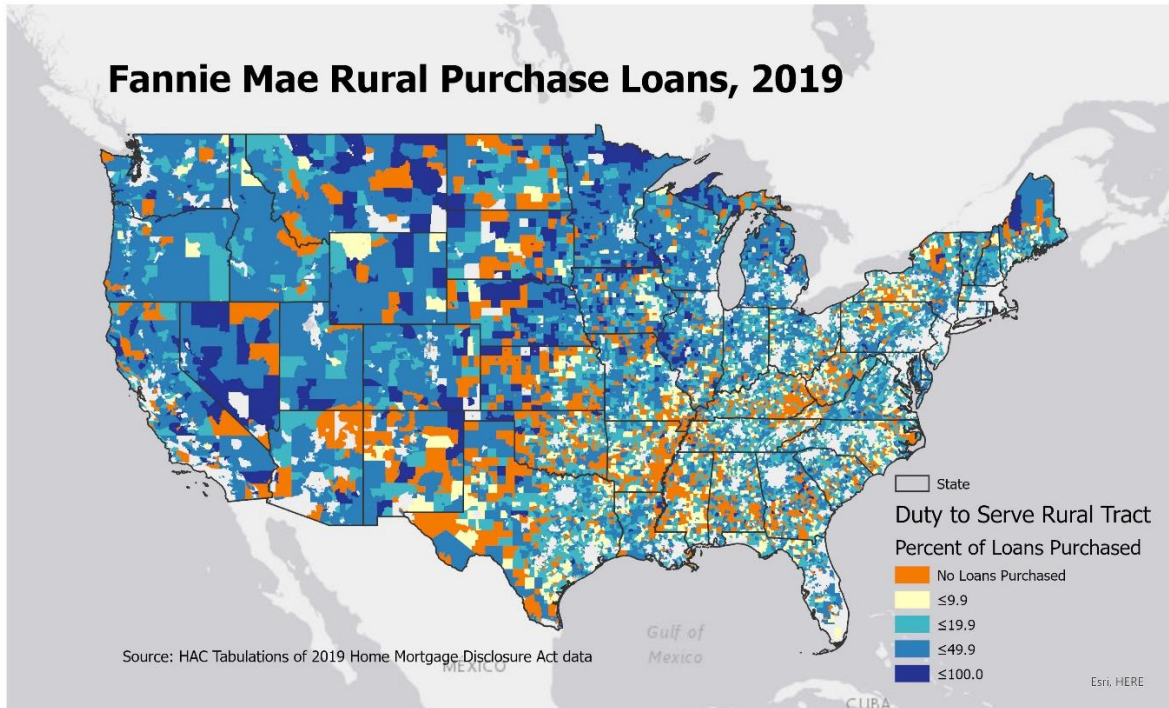 Fannie Mae Rural Purchase Loans, 2019
State
Duty to Serve Rural Tract
Percent of Loans Purchased
No Loans Purchased
≤9.9
≤19.9
≤49.9
≤100.0
Gulf of
Mexico
Source: HAC Tabulations of 2019 Home Mortgage Disclosure Act data
MEXICO
Esri, HERE
CUBA